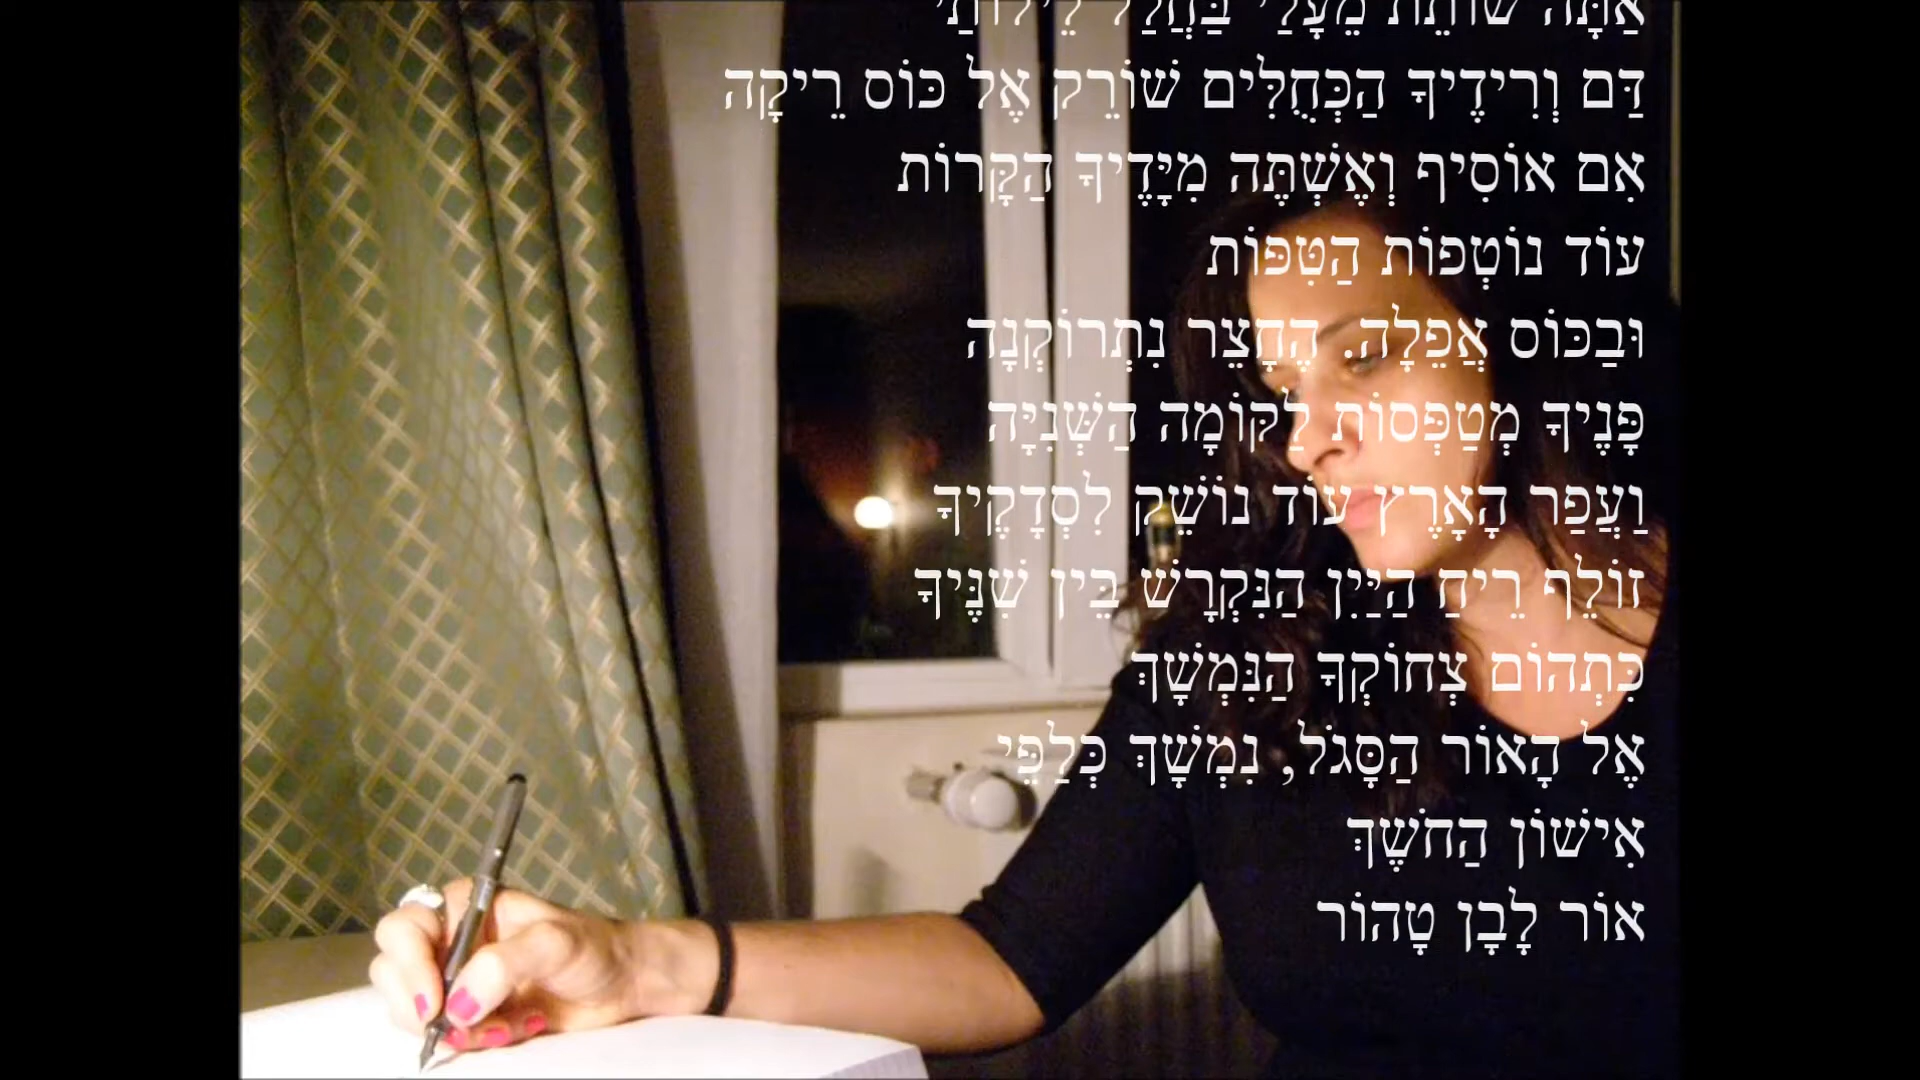 אַתָּה שׁוֹתֵת מֵעָלַי בַּחֲלַל לֵילוֹתַי
דַּם וְרִידֶיךָ הַכְּחֻלִּים שׁוֹרֵק אֶל כּוֹס רֵיקָה
אִם אוֹסִיף וְאֶשְׁתֶּה מִיָּדֶיךָ הַקָּרוֹת
עוֹד נוֹטְפוֹת הַטִּפּוֹת
וּבַכּוֹס אֲפֵלָה. הֶחָצֵר נִתְרוֹקְנָה
פָּנֶיךָ מְטַפְּסוֹת לַקּוֹמָה הַשְּׁנִיָּה
וַעֲפַר הָאָרֶץ עוֹד נוֹשֵׁק לִסְדָקֶיךָ
זוֹלֵף רֵיחַ הַיַּיִן הַנִּקְרָשׁ בֵּין שִׁנֶּיךָ
כִּתְהוֹם צְחוֹקְךָ הַנִּמְשָׁךְ
אֶל הָאוֹר הַסָּגֹל, נִמְשָׁךְ כְּלַפֵּי
אִישׁוֹן הַחֹשֶׁךְ
אוֹר לָבָן טָהוֹר